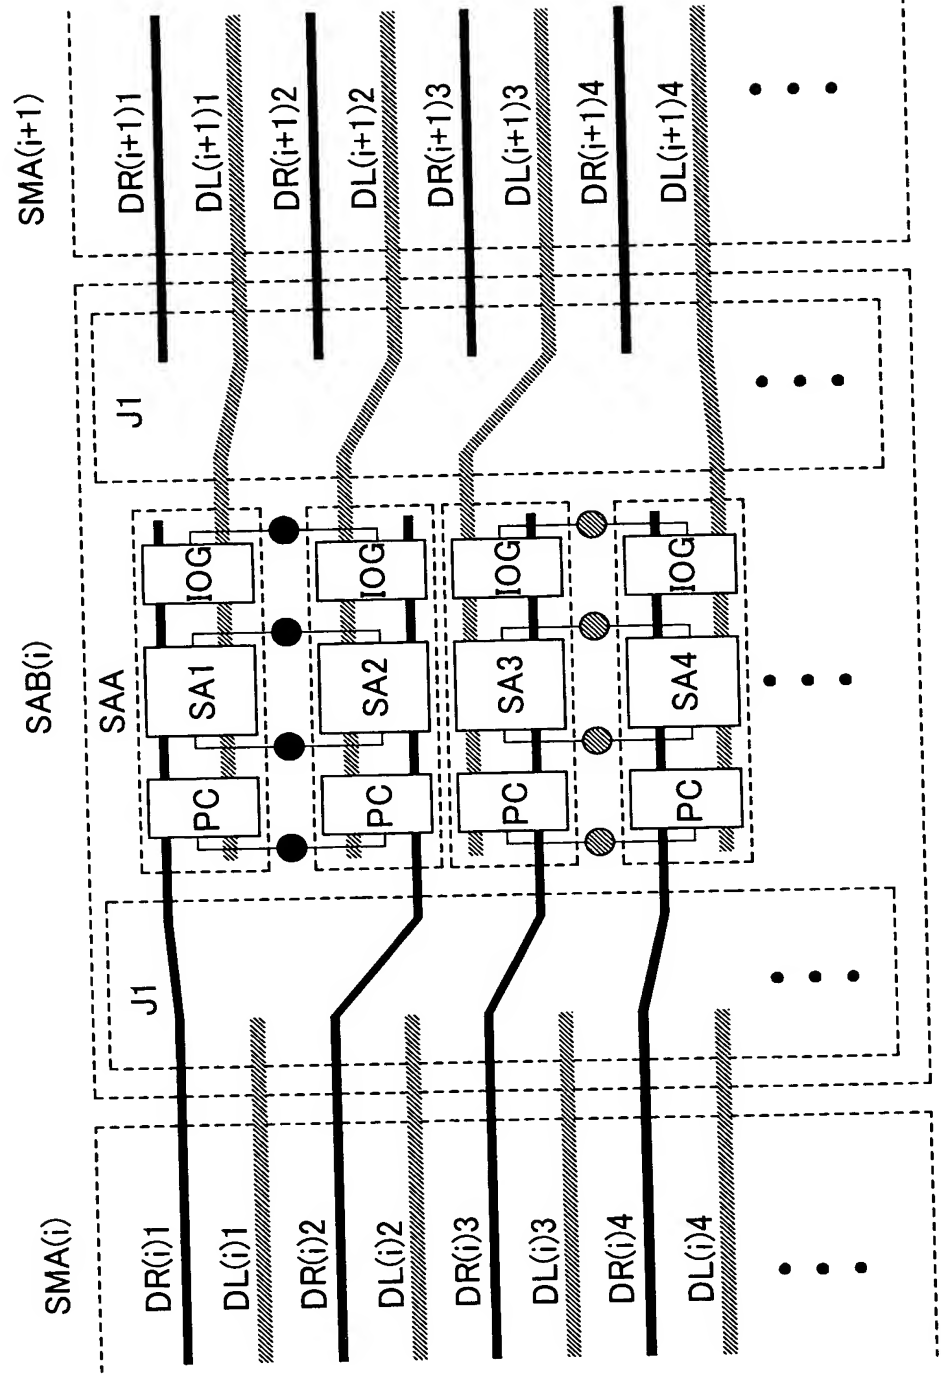 SMA(i)
SAB(i)
SMA(i+1)
J1
SAA
J1
DR(i)1
PC
SA1
IOG
DR(i+1)1
DL(i)1
DL(i+1)1
DR(i)2
PC
SA2
IOG
DR(i+1)2
DL(i)2
DL(i+1)2
DR(i)3
PC
SA3
IOG
DR(i+1)3
DL(i)3
DL(i+1)3
DR(i)4
PC
SA4
IOG
DR(i+1)4
DL(i)4
DL(i+1)4